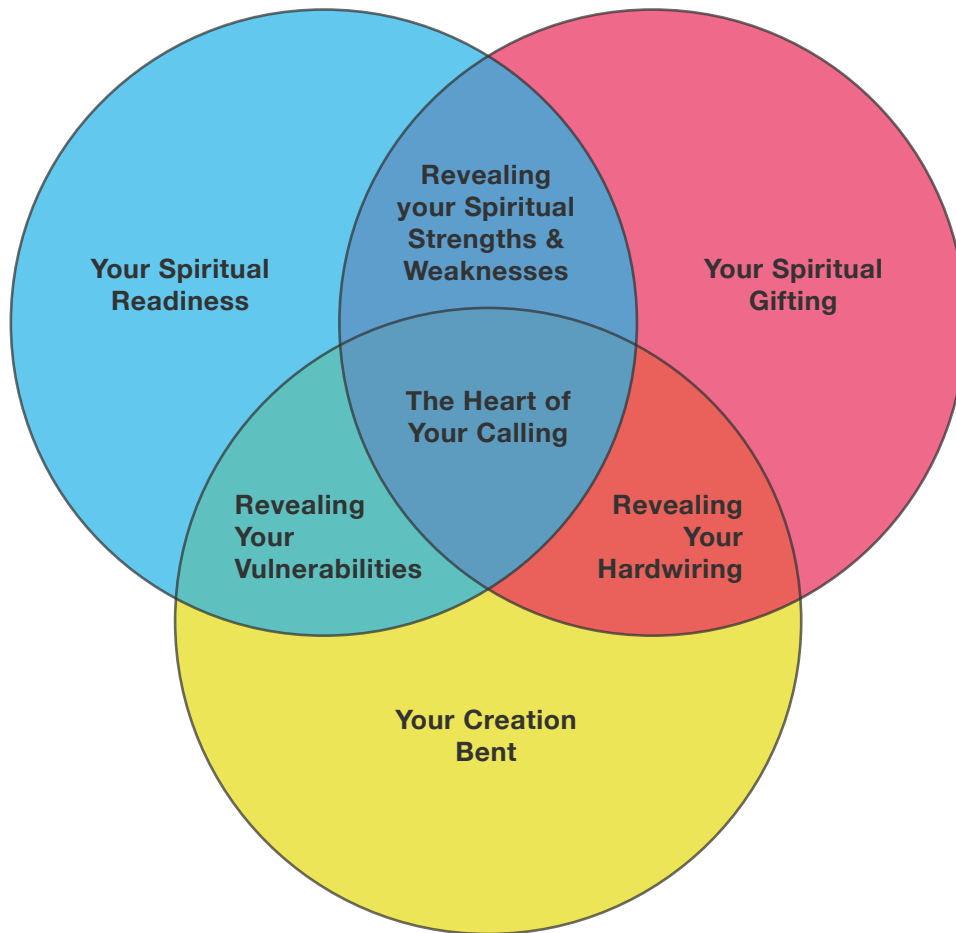 Revealing
your Spiritual
Strengths &
Weaknesses
Your Spiritual
Readiness
Your Spiritual
Gifting
The Heart of
Your Calling
Revealing
Your
Vulnerabilities
Revealing
Your
Hardwiring
Your Creation
Bent